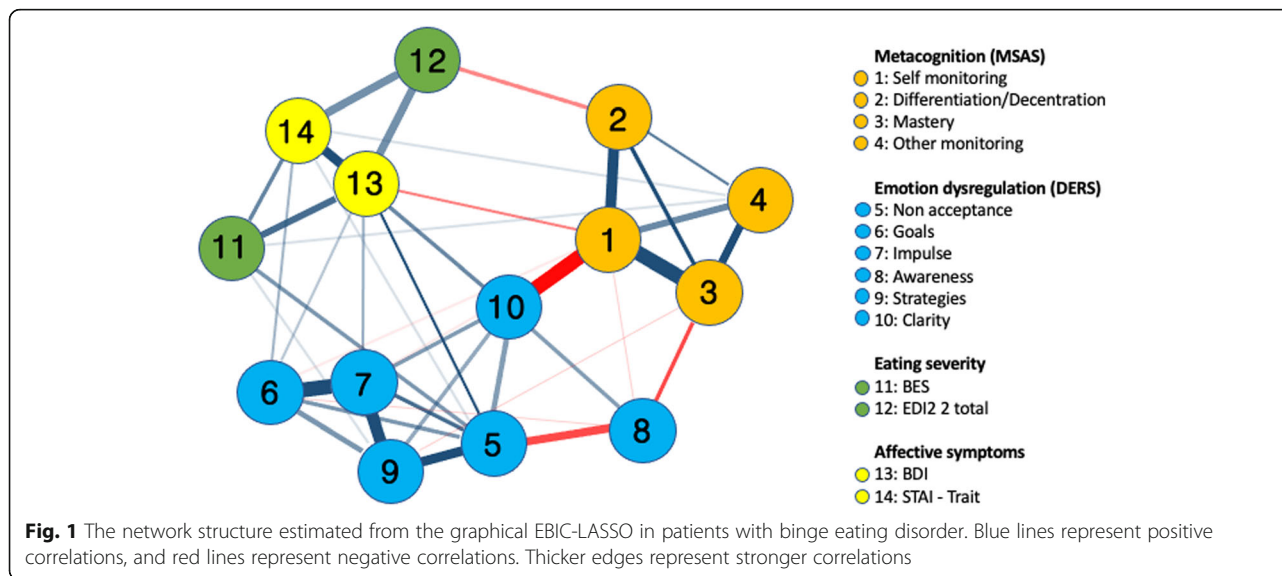 12
14
2
13
4
11
1
3
10
7
6
8
5
9
Metacognition (MSAS)
1: Self monitoring
2: Differentiation/Decentration
3: Mastery
4: Other monitoring
Emotion dysregulation (DERS)
5: Non acceptance
6: Goals
7: Impulse
8: Awareness
9: Strategies
10: Clarity
Eating severity
11: BES
12: EDI2 2 total
Affective symptoms
13: BDI
14: STAI - Trait
Fig. 1 The network structure estimated from the graphical EBIC-LASSO in patients with binge eating disorder. Blue lines represent positive
correlations, and red lines represent negative correlations. Thicker edges represent stronger correlations